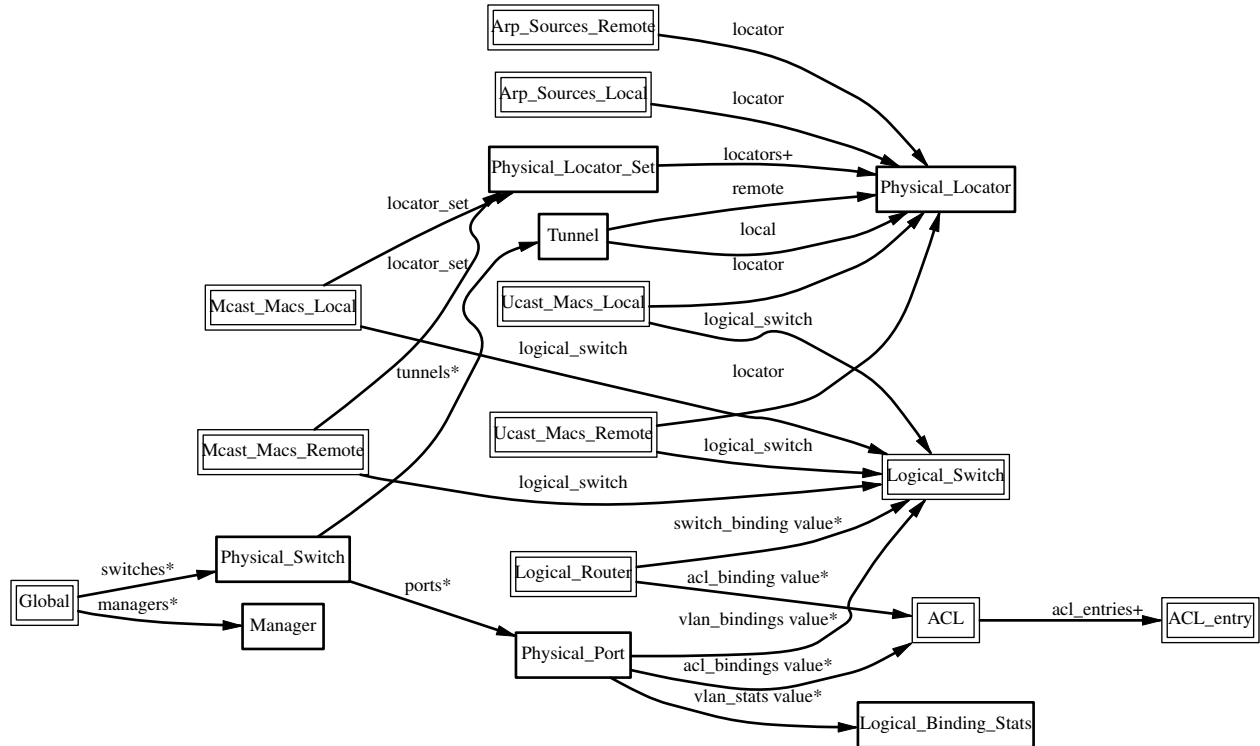 Arp_Sources_Remote
locator
Arp_Sources_Local
locator
Physical_Locator_Set
locators+
Physical_Locator
remote
locator_set
Tunnel
local
locator_set
locator
Mcast_Macs_Local
Ucast_Macs_Local
logical_switch
logical_switch
tunnels*
locator
Mcast_Macs_Remote
Ucast_Macs_Remote
logical_switch
Logical_Switch
logical_switch
switch_binding value*
Physical_Switch
switches*
Logical_Router
acl_binding value*
ports*
Global
managers*
Manager
vlan_bindings value*
ACL
acl_entries+
ACL_entry
Physical_Port
acl_bindings value*
vlan_stats value*
Logical_Binding_Stats